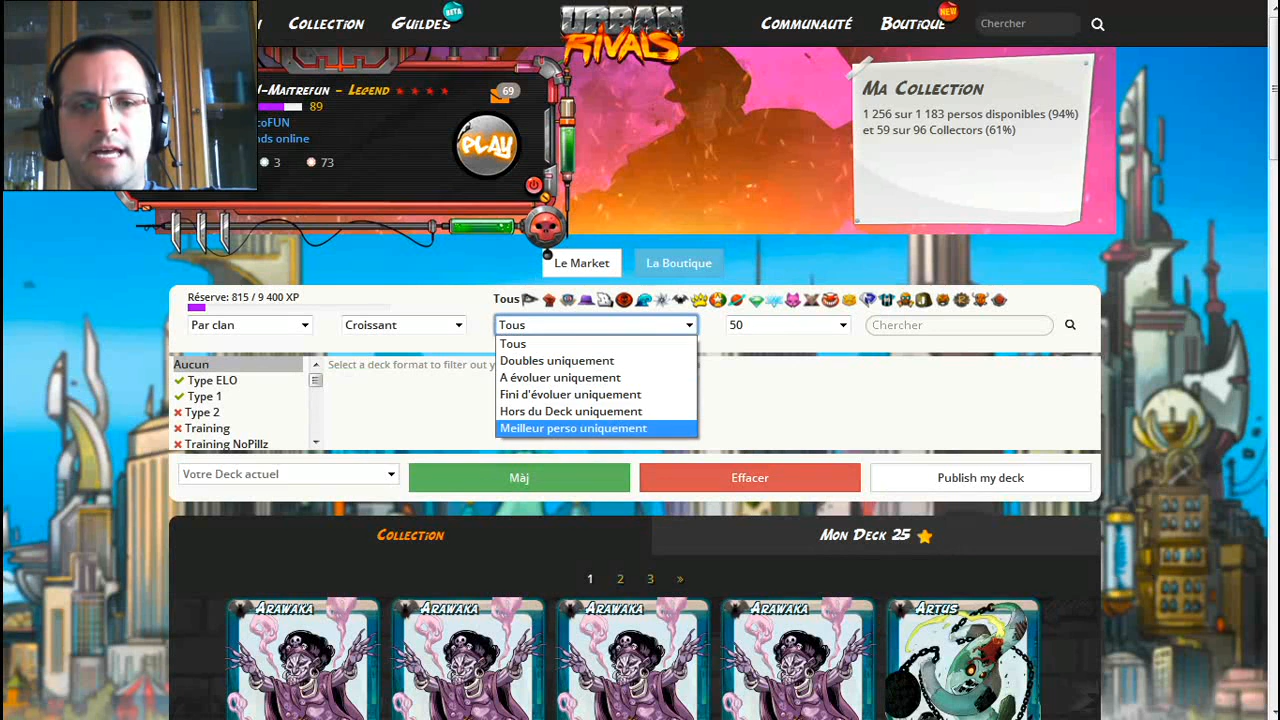 Collection
Guildes
BETA
URBAN
RIVALS
Communauté
Boutique
NEW
Chercher
-Maitrefun - Legend
69
89
oFUN
ds online
3
73
PLAY
Ma Collection
1 256 sur 1 183 persos disponibles (94%)
et 59 sur 96 Collectors (61%)
Le Market
La Boutique
Réserve: 815 / 9 400 XP
Tous
Par clan
Croissant
Tous
50
Chercher
Tous
Doubles uniquement
A évoluer uniquement
Fini d'évoluer uniquement
Hors du Deck uniquement
Meilleur perso uniquement
Aucun
Type ELO
Type 1
Type 2
Training
Training NoPillz
Select a deck format to filter out y
Votre Deck actuel
Màj
Effacer
Publish my deck
Collection
Mon Deck 25
1 2 3 »
Arawaka
Arawaka
Arawaka
Arawaka
Artus